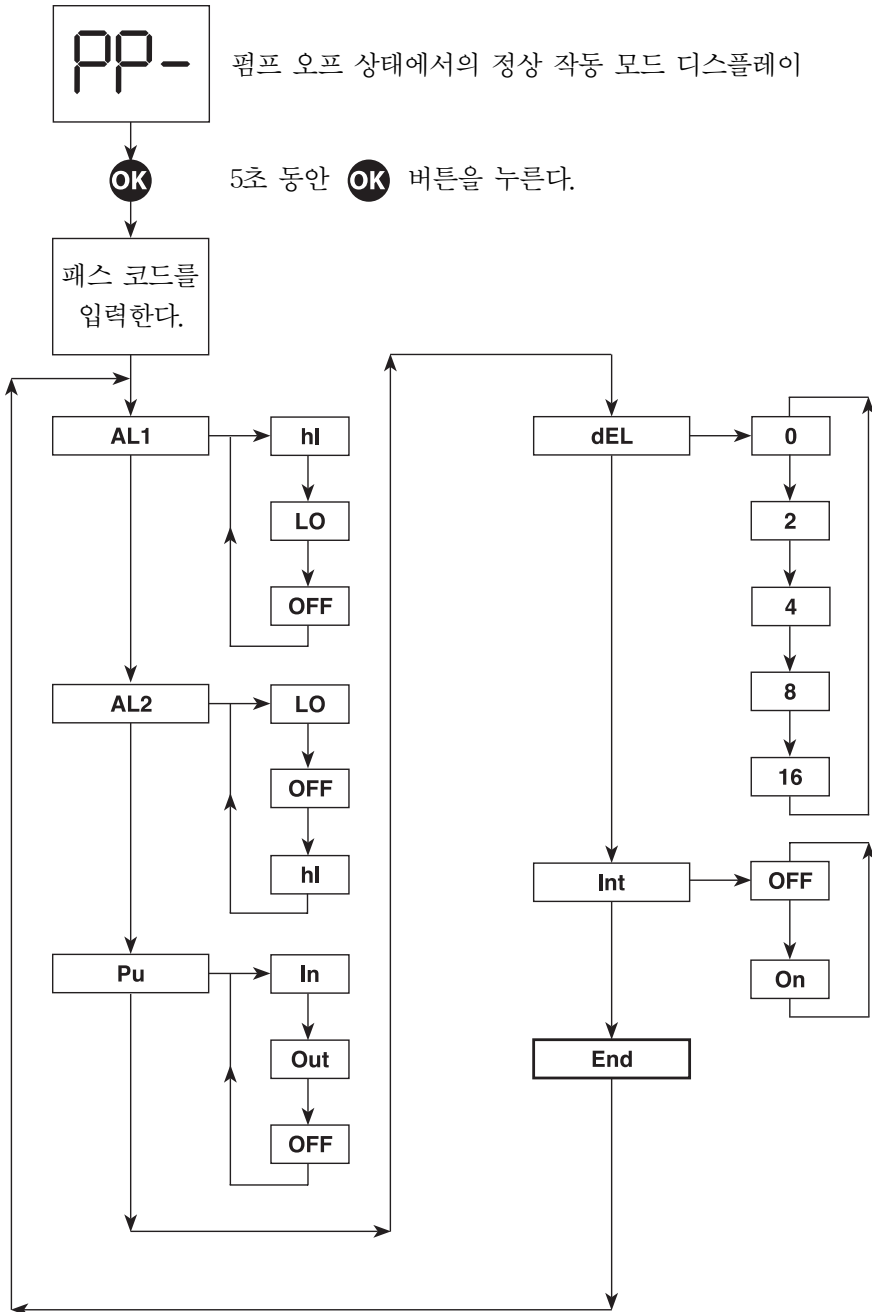 PP-
펌프 오프 상태에서의 정상 작동 모드 디스플레이
OK
5초 동안 OK 버튼을 누른다.
패스 코드를
입력한다.
AL1
hI
LO
OFF
AL2
LO
OFF
hI
Pu
In
Out
OFF
dEL
0
2
4
8
16
Int
OFF
On
End